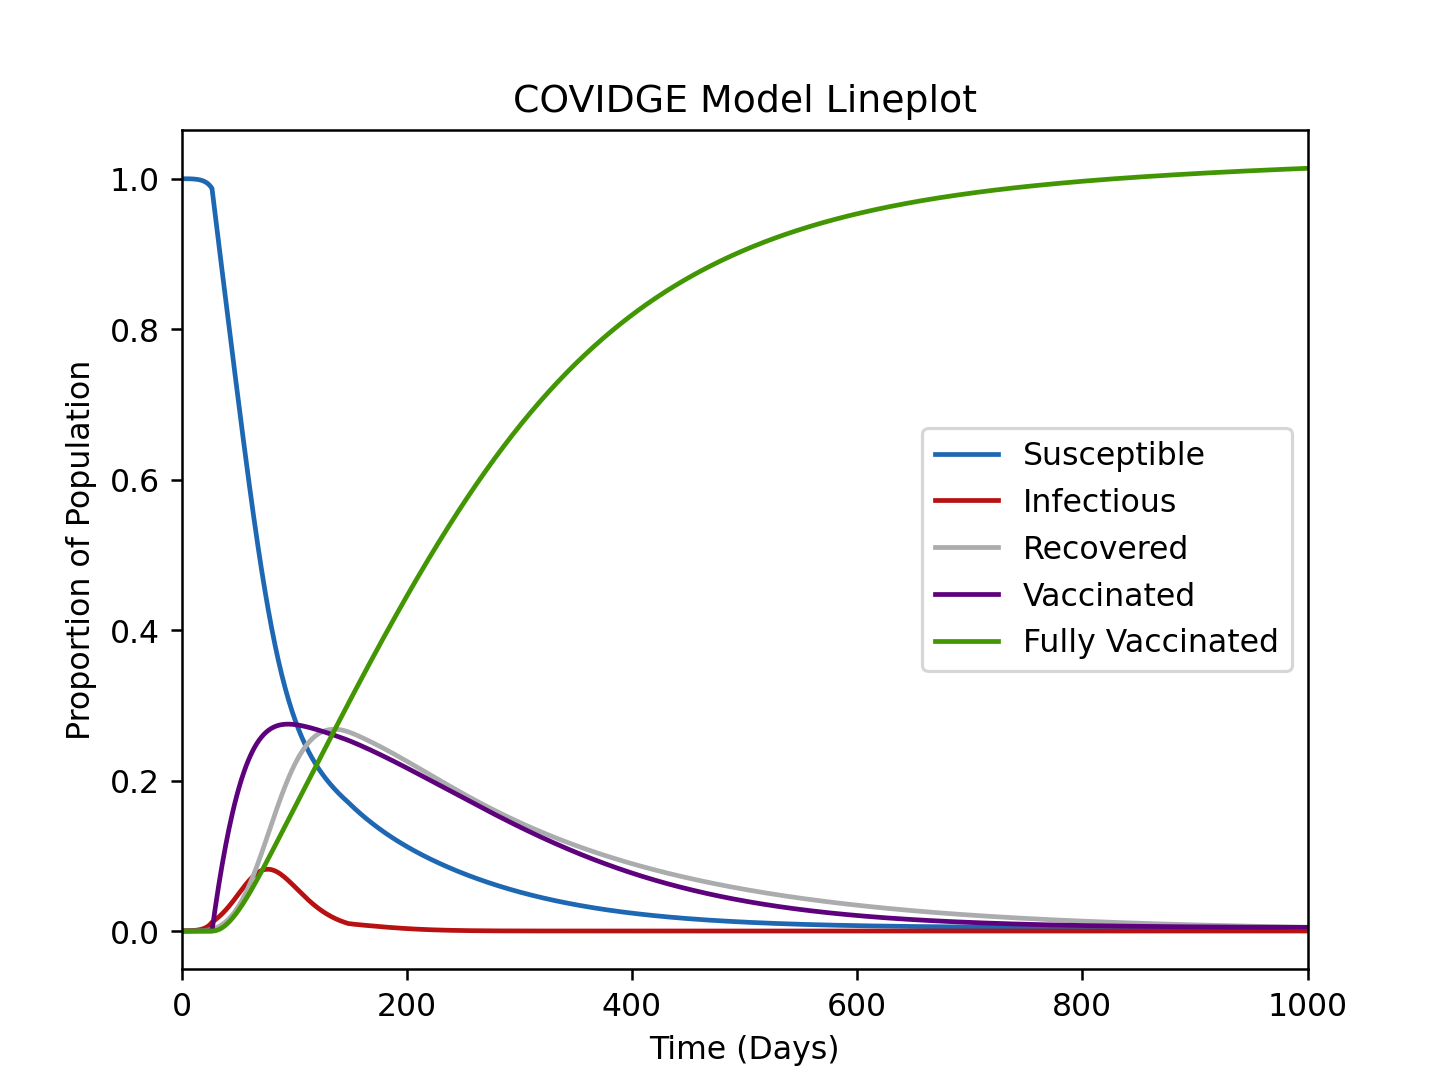 COVIDGE Model Lineplot
Proportion of Population
1.0
0.8
0.6
0.4
0.2
0.0
Susceptible
Infectious
Recovered
Vaccinated
Fully Vaccinated
0 200 400 600 800 1000
Time (Days)